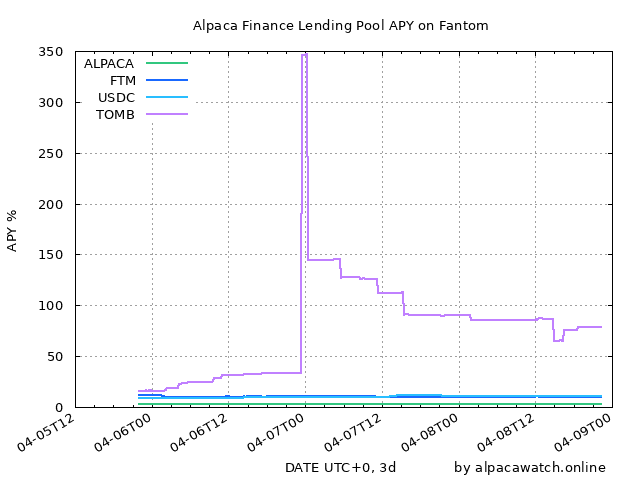 Alpaca Finance Lending Pool APY on Fantom
350
300
250
200
150
100
50
0
APY %
ALPACA
FTM
USDC
TOMB
04-05T12
04-06T00
04-06T12
04-07T00
04-07T12
04-08T00
04-08T12
04-09T00
DATE UTC+0, 3d
by alpacawatch.online